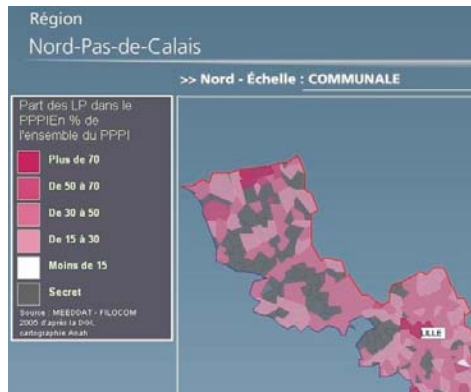 Région
Nord-Pas-de-Calais
>> Nord - Échelle : COMMUNALE
Part des LP dans le
PPPIEn % de
l'ensemble du PPPI
Plus de 70
De 50 à 70
De 30 à 50
De 15 à 30
Moins de 15
Secret
Source : MEEDDAT - FILOCOM
2005 d'après la DGI,
cartographie Anah
LILLE